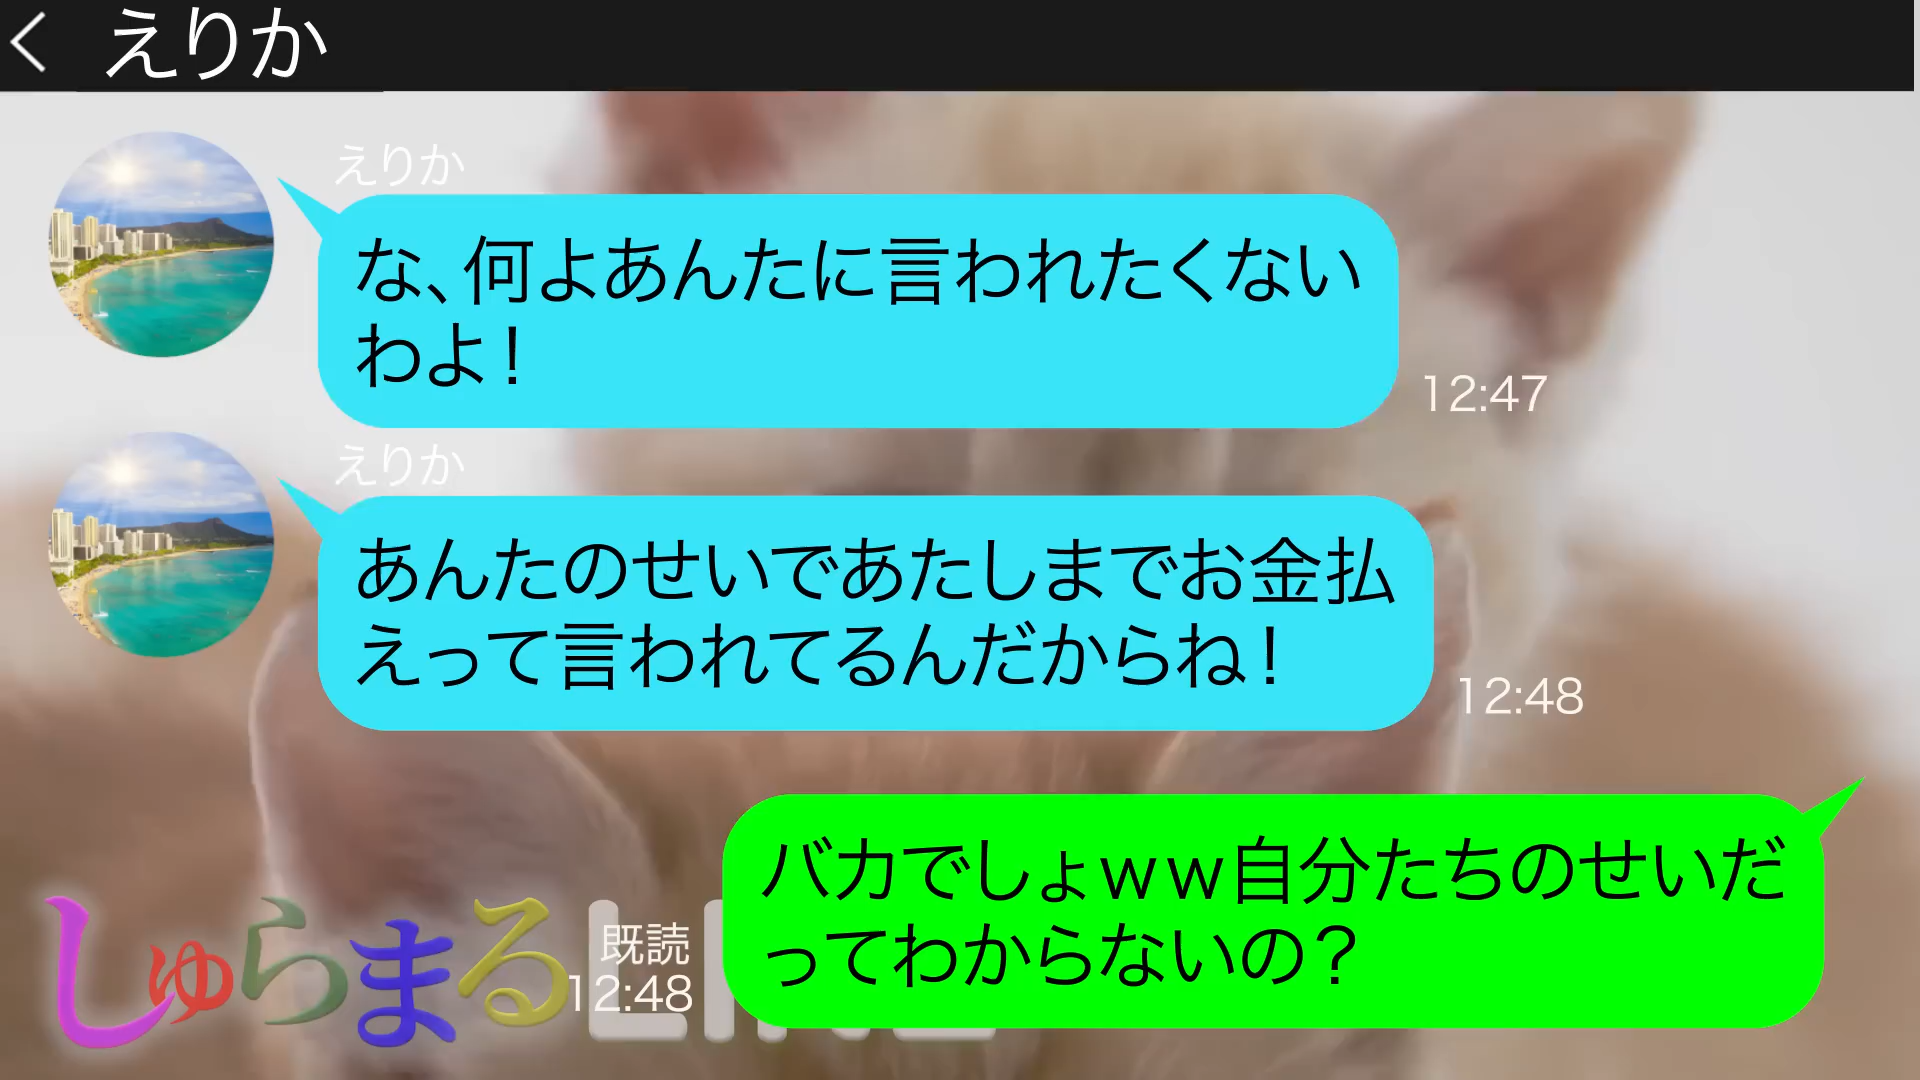 えりか
えりか
な、何よあんたに言われたくない
わよ！
12:47
えりか
あんたのせいであたしまでお金払
えって言われてるんだからね！
12:48
バカでしょｗｗ自分たちのせいだ
ってわからないの？
既読
12:48
しゅらまる